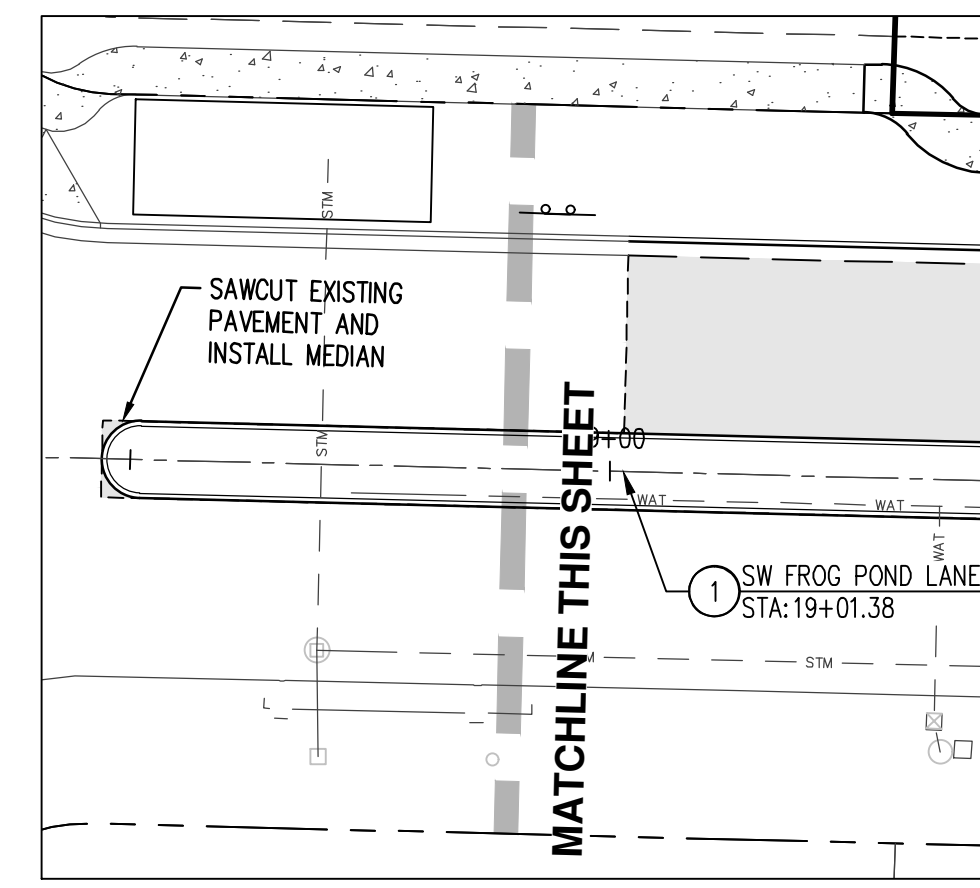 STM
SAWCUT EXISTING
PAVEMENT AND
INSTALL MEDIAN
STM
+00
MATCHLINE THIS SHEET
WAT
WAT
WAT
1
SW FROG POND LANE
STA:19+01.38
STM